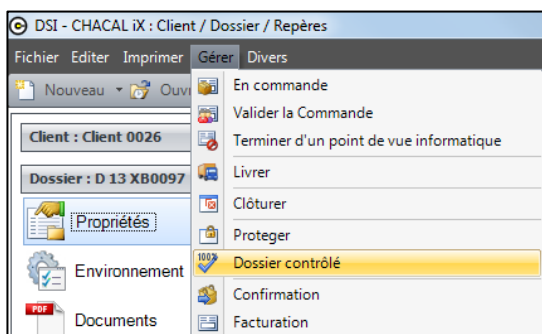 DSI - CHACAL iX : Client / Dossier / Repères
Fichier Editer Imprimer Gérer Divers
Nouveau
En commande
Valider la Commande
Client : Client 0026
Terminer d'un point de vue informatique
Dossier : D 13 XB0097
Livrer
Clôturer
Propriétés
Proteger
100%
Dossier contrôlé
Environnement
Confirmation
PDF
Documents
Facturation